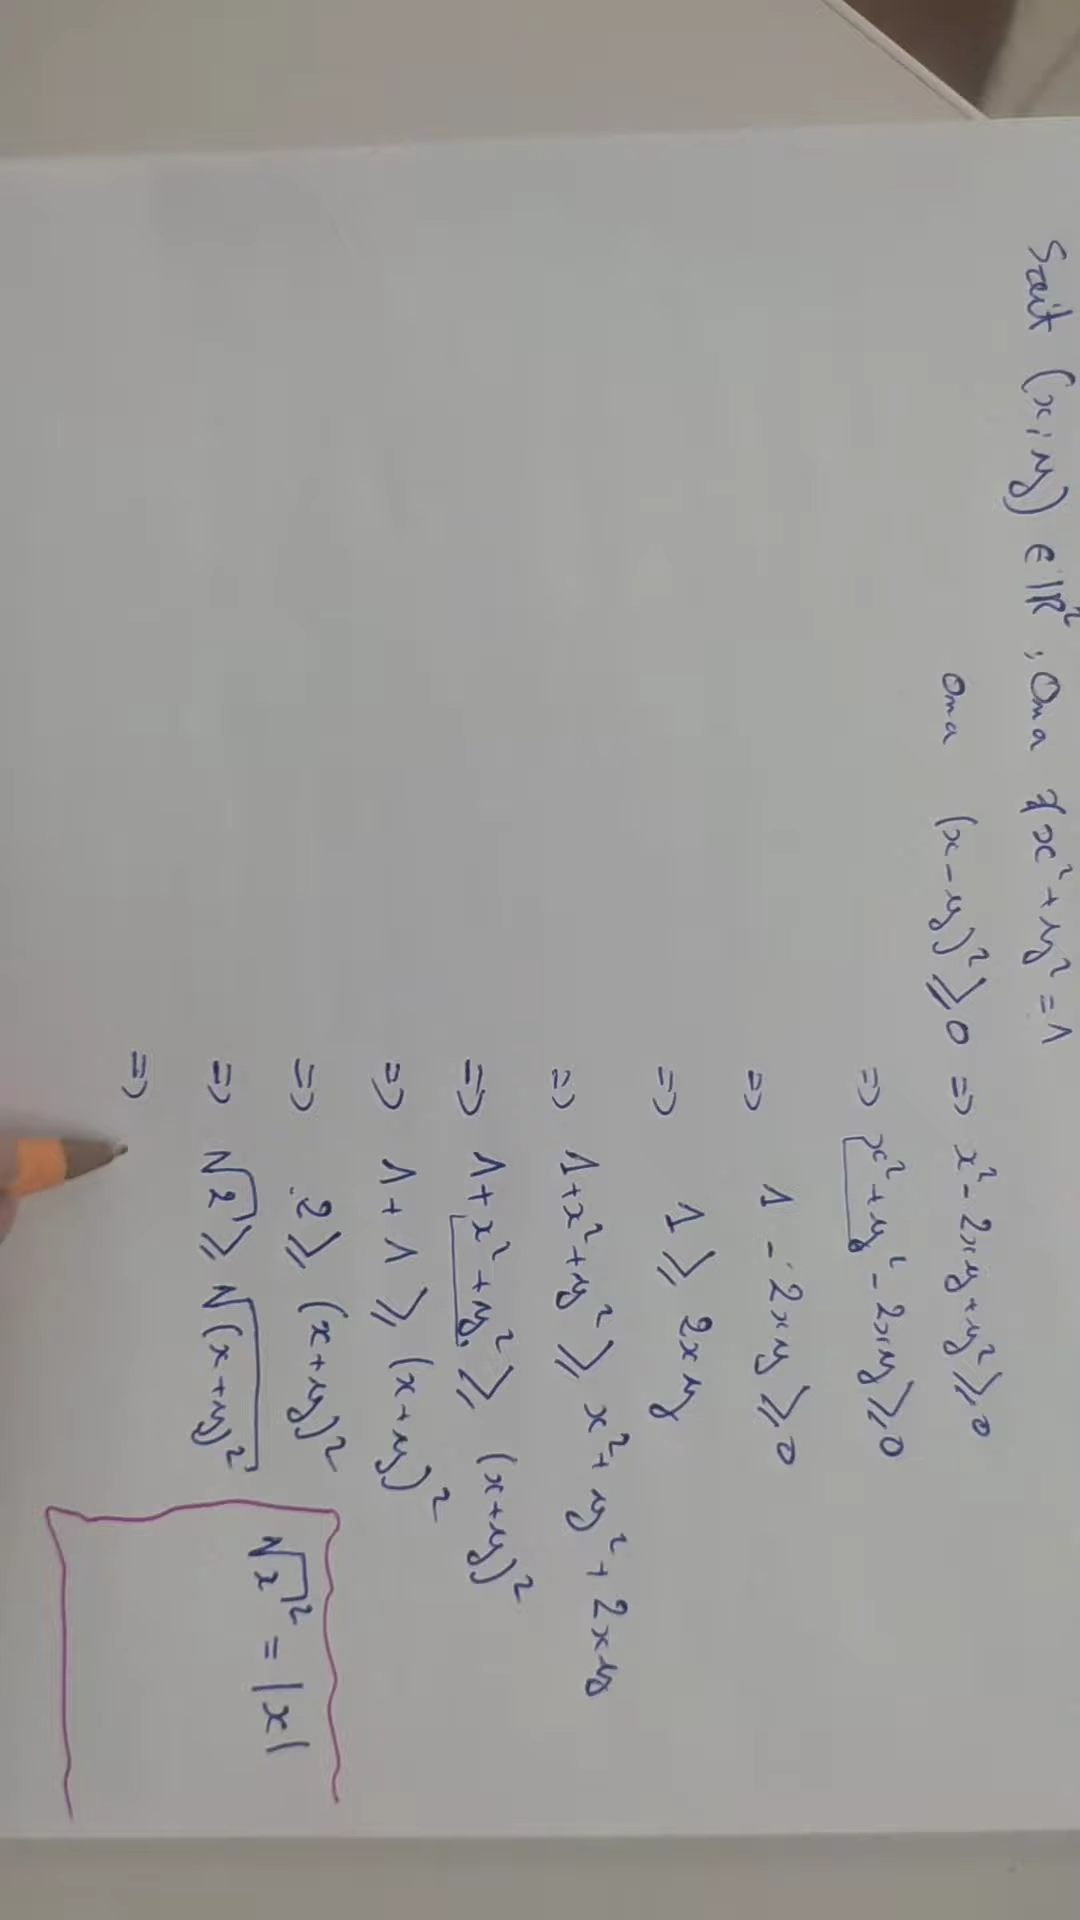 Soit (x;y) ∈ ℝ², On a x²+y²=1
On a (x-y)² ⩾ 0 => x² - 2xy + y² ⩾ 0
=> x²+y² - 2xy ⩾ 0
=> 1 - 2xy ⩾ 0
=> 1 ⩾ 2xy
=> 1+x²+y² ⩾ x²+y²+2xy
=> 1+x²+y² ⩾ (x+y)²
=> 1+1 ⩾ (x+y)²
=> 2 ⩾ (x+y)²
=> √2 ⩾ √(x+y)²
√x² = |x|
=>